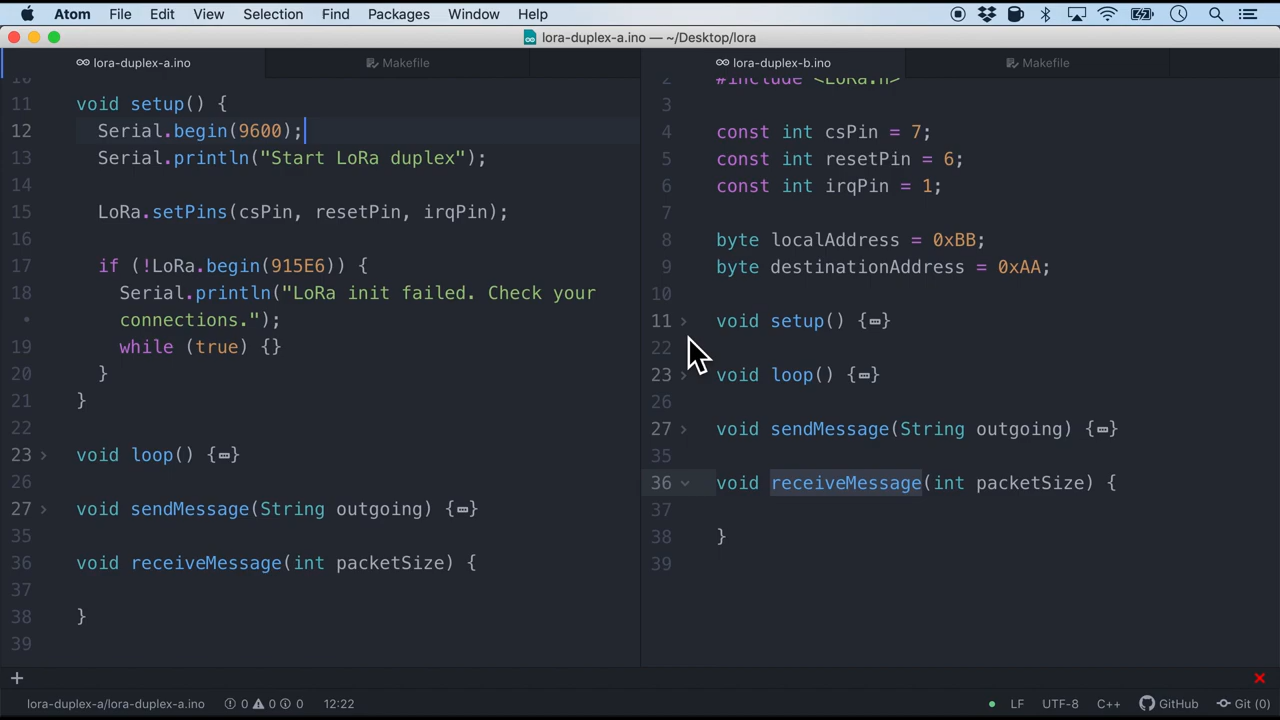 Atom File Edit View Selection Find Packages Window Help
lora-duplex-a.ino — ~/Desktop/lora
lora-duplex-a.ino Makefile
11 void setup() {
12 Serial.begin(9600);
13 Serial.println("Start LoRa duplex");
14
15 LoRa.setPins(csPin, resetPin, irqPin);
16
17 if (!LoRa.begin(915E6)) {
18 Serial.println("LoRa init failed. Check your
• connections.");
19 while (true) {}
20 }
21 }
22
23 void loop() {…}
26
27 void sendMessage(String outgoing) {…}
35
36 void receiveMessage(int packetSize) {
37
38 }
39
lora-duplex-b.ino Makefile
2 #include <LoRa.h>
3
4 const int csPin = 7;
5 const int resetPin = 6;
6 const int irqPin = 1;
7
8 byte localAddress = 0xBB;
9 byte destinationAddress = 0xAA;
10
11 void setup() {…}
22
23 void loop() {…}
26
27 void sendMessage(String outgoing) {…}
35
36 void receiveMessage(int packetSize) {
37
38 }
39
lora-duplex-a/lora-duplex-a.ino 0 0 0 12:22 LF UTF-8 C++ GitHub Git (0)